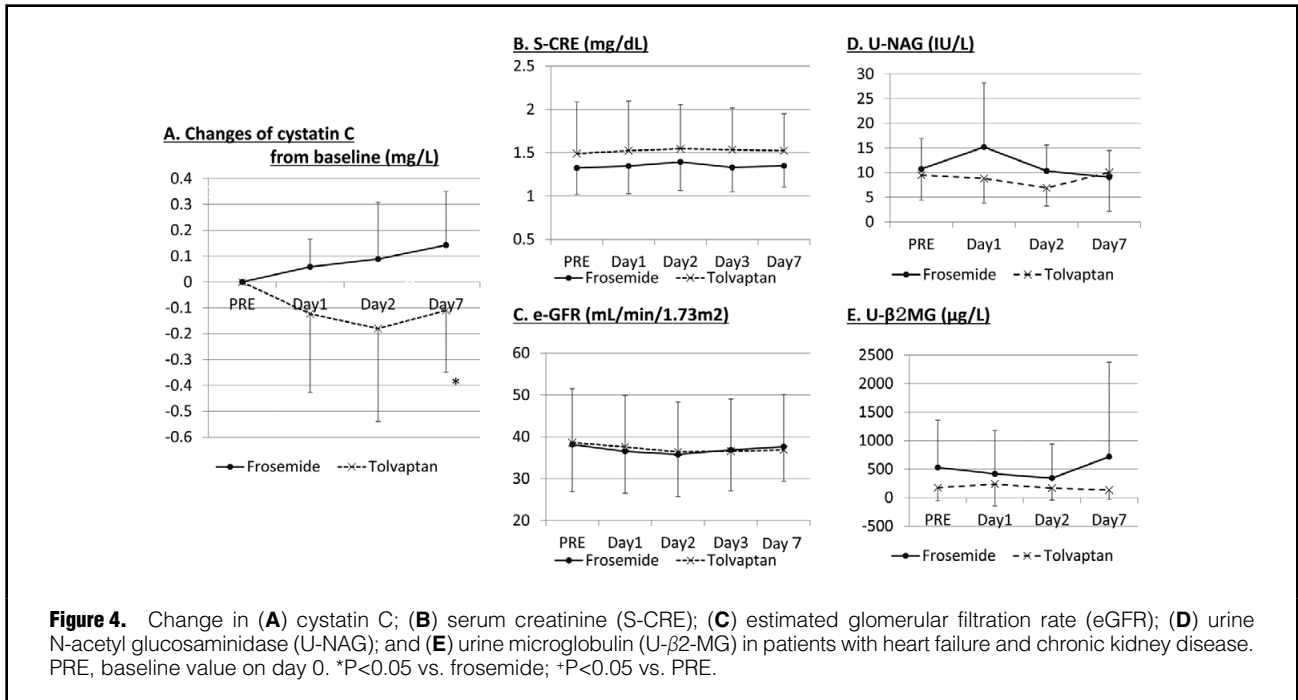 A. Changes of cystatin C
from baseline (mg/L)
0.4
0.3
0.2
0.1
0
-0.1
-0.2
-0.3
-0.4
-0.5
-0.6
PRE Day1 Day2 Day7
*
Frosemide Tolvaptan
B. S-CRE (mg/dL)
2.5
2
1.5
1
0.5
PRE Day1 Day2 Day3 Day7
Frosemide Tolvaptan
C. e-GFR (mL/min/1.73m2)
60
50
40
30
20
PRE Day1 Day2 Day3 Day 7
Frosemide Tolvaptan
D. U-NAG (IU/L)
30
25
20
15
10
5
0
PRE Day1 Day2 Day7
Frosemide Tolvaptan
E. U-β2MG (μg/L)
2500
2000
1500
1000
500
0
-500
PRE Day1 Day2 Day7
Frosemide Tolvaptan
Figure 4. Change in (A) cystatin C; (B) serum creatinine (S-CRE); (C) estimated glomerular filtration rate (eGFR); (D) urine
N-acetyl glucosaminidase (U-NAG); and (E) urine microglobulin (U-β2-MG) in patients with heart failure and chronic kidney disease.
PRE, baseline value on day 0. *P<0.05 vs. frosemide; +P<0.05 vs. PRE.